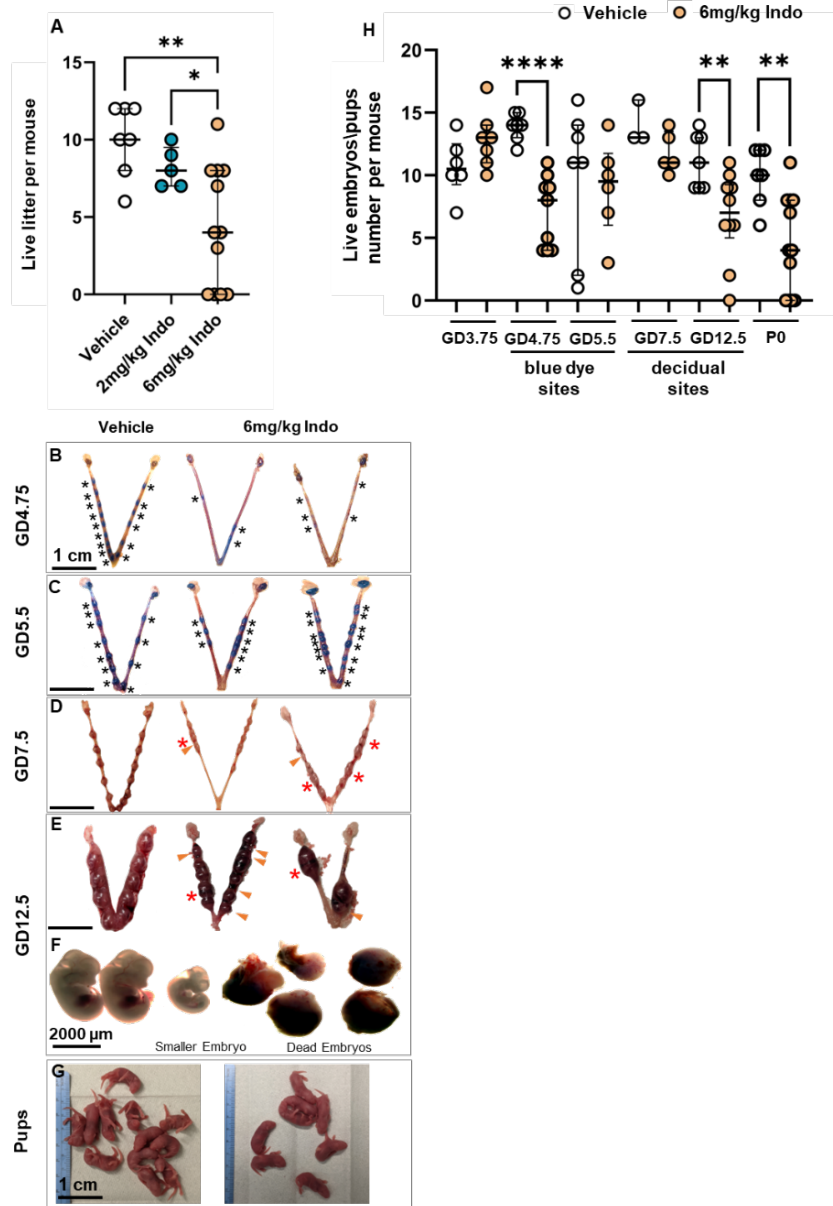 A
Live litter per mouse
15
10
5
0
**
*
Vehicle
2mg/kg Indo
6mg/kg Indo
H
Vehicle
6mg/kg Indo
Live embryos\pups
number per mouse
20
15
10
5
0
****
**
**
GD3.75
GD4.75
GD5.5
GD7.5
GD12.5
P0
blue dye
sites
decidual
sites
Vehicle
6mg/kg Indo
GD4.75
B
1 cm
GD5.5
C
GD7.5
D
GD12.5
E
F
2000 µm
Smaller Embryo
Dead Embryos
Pups
G
1 cm